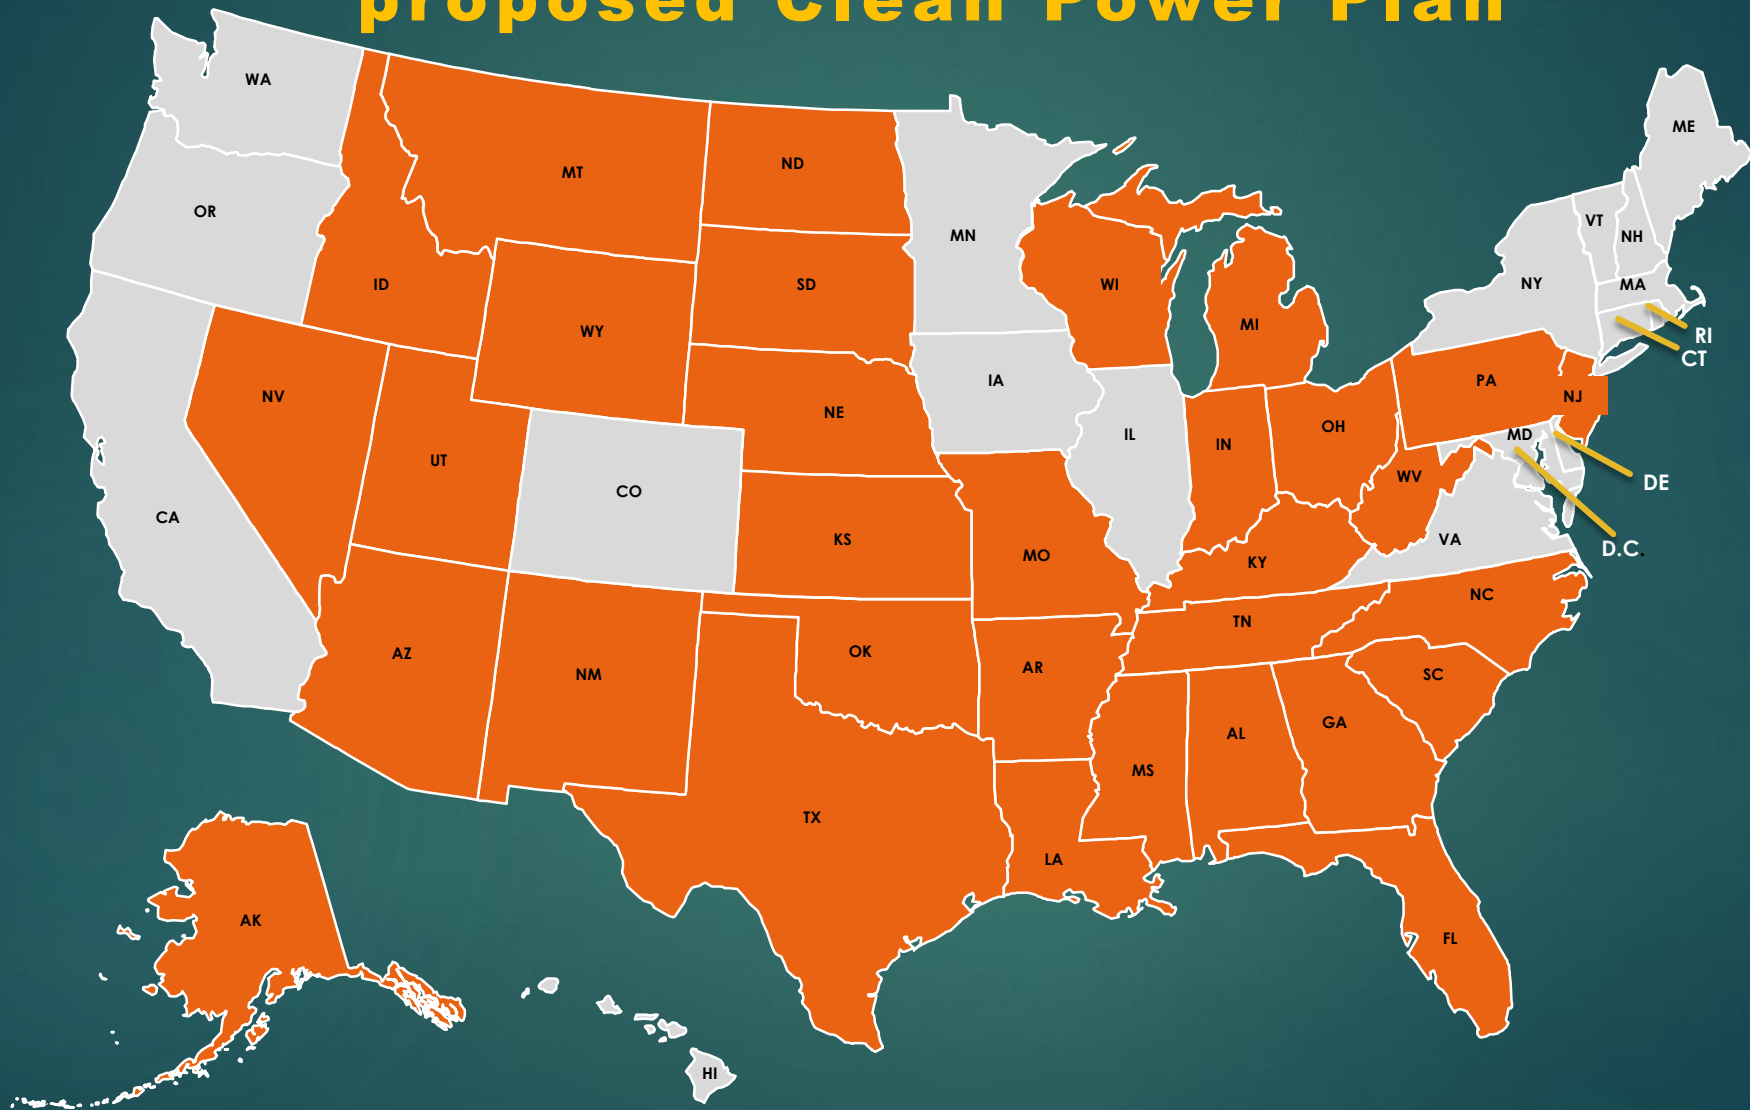 proposed Clean Power Plan
WA
ME
MT
ND
OR
VT
NH
MN
ID
SD
WI
NY
MA
MI
WY
RI
CT
IA
PA
NV
NE
NJ
OH
MD
IL
IN
UT
WV
DE
CO
CA
KS
VA
MO
D.C.
KY
NC
TN
AZ
OK
AR
NM
SC
GA
AL
MS
TX
LA
AK
FL
HI